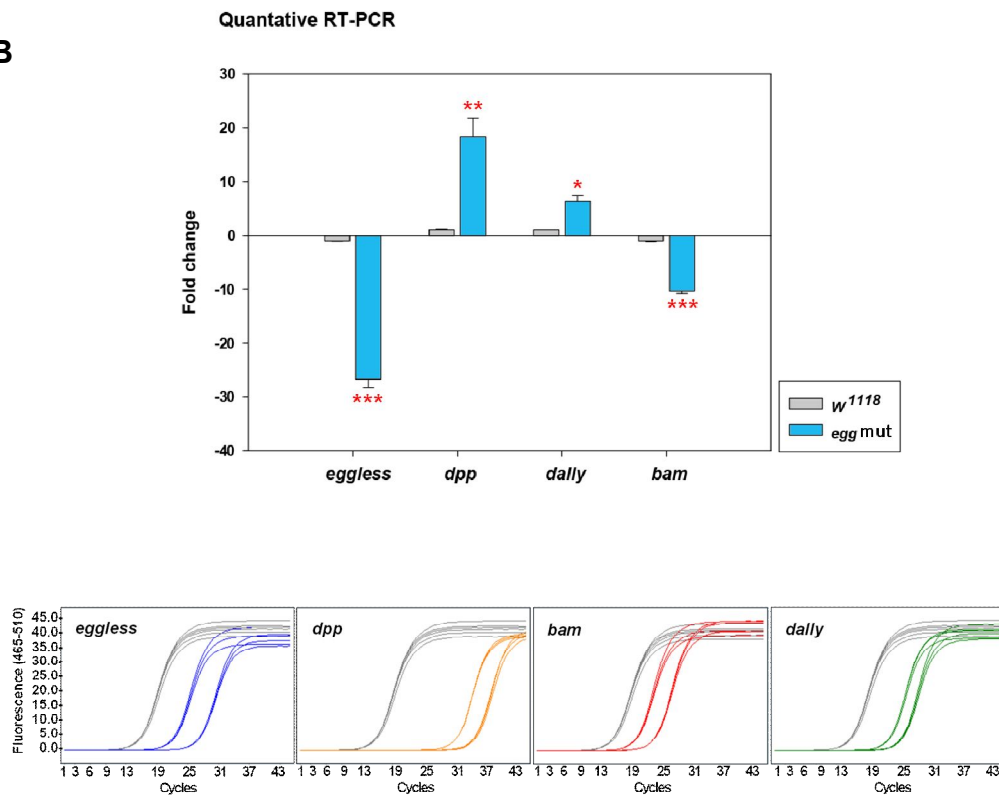 Quantative RT-PCR
B
30
**
20
10
*
0
-10
***
-20
-30
***
-40
Fold change
w1118
egg mut
eggless dpp dally bam
Fluorescence (465-510)
45.0
40.0
35.0
30.0
25.0
20.0
15.0
10.0
5.0
0.0
eggless dpp bam dally
1 3 6 9 13 19 25 31 37 43 1 3 6 9 13 19 25 31 37 43 1 3 6 9 13 19 25 31 37 43 1 3 6 9 13 19 25 31 37 43
Cycles Cycles Cycles Cycles